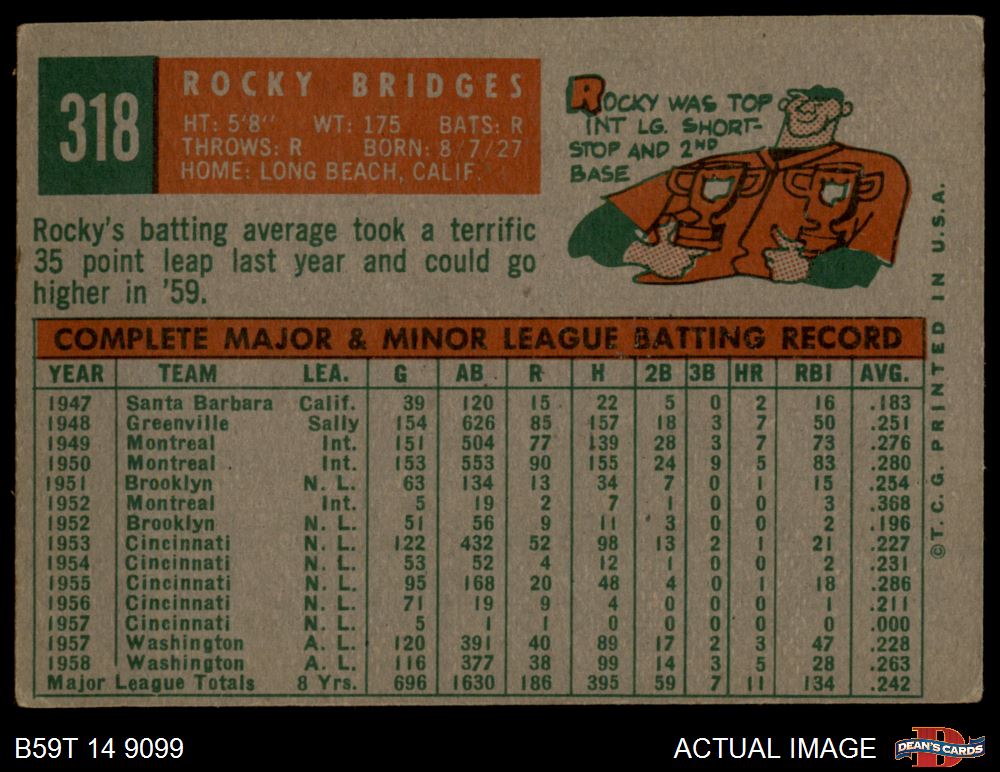 318
ROCKY BRIDGES
HT: 5'8" WT: 175 BATS: R
THROWS: R BORN: 8/7/27
HOME: LONG BEACH, CALIF.
ROCKY WAS TOP
INT LG. SHORT-
STOP AND 2ND
BASE
Rocky's batting average took a terrific
35 point leap last year and could go
higher in '59.
COMPLETE MAJOR & MINOR LEAGUE BATTING RECORD
YEAR TEAM LEA. G AB R H 2B 3B HR RBI AVG.
1947 Santa Barbara Calif. 39 120 15 22 5 0 2 16 .183
1948 Greenville Sally 154 626 85 157 18 3 7 50 .251
1949 Montreal Int. 151 504 77 139 28 3 7 73 .276
1950 Montreal Int. 153 553 90 155 24 9 5 83 .280
1951 Brooklyn N. L. 63 134 13 34 7 0 1 15 .254
1952 Montreal Int. 5 19 2 7 1 0 0 3 .368
1952 Brooklyn N. L. 51 56 9 11 3 0 0 2 .196
1953 Cincinnati N. L. 122 432 52 98 13 2 1 21 .227
1954 Cincinnati N. L. 53 52 4 12 1 0 0 2 .231
1955 Cincinnati N. L. 95 168 20 48 4 0 1 18 .286
1956 Cincinnati N. L. 71 19 9 4 0 0 0 1 .211
1957 Cincinnati N. L. 5 1 1 0 0 0 0 0 .000
1957 Washington A. L. 120 391 40 89 17 2 3 47 .228
1958 Washington A. L. 116 377 38 99 14 3 5 28 .263
Major League Totals 8 Yrs. 696 1630 186 395 59 7 11 134 .242
©T. C. G. PRINTED IN U.S.A.
B59T 14 9099
ACTUAL IMAGE
D
DEAN'S CARDS